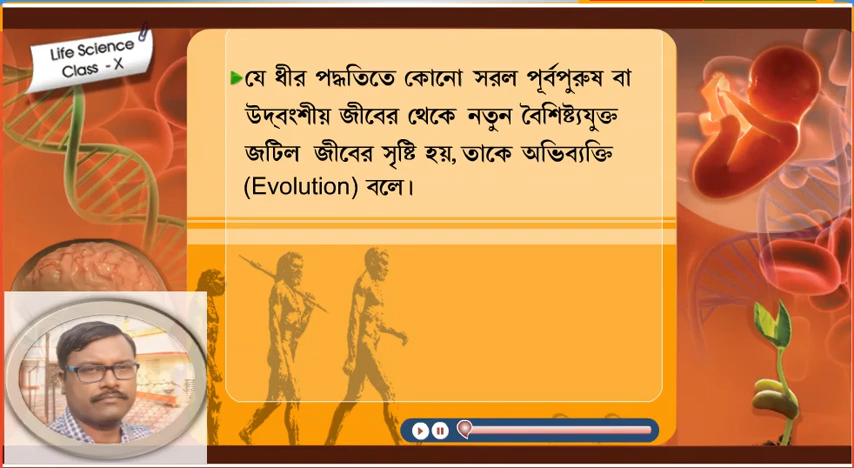 Life Science
Class - X
যে ধীর পদ্ধতিতে কোনো সরল পূর্বপুরুষ বা
উদ্‌বংশীয় জীবের থেকে নতুন বৈশিষ্ট্যযুক্ত
জটিল জীবের সৃষ্টি হয়, তাকে অভিব্যক্তি
(Evolution) বলে।